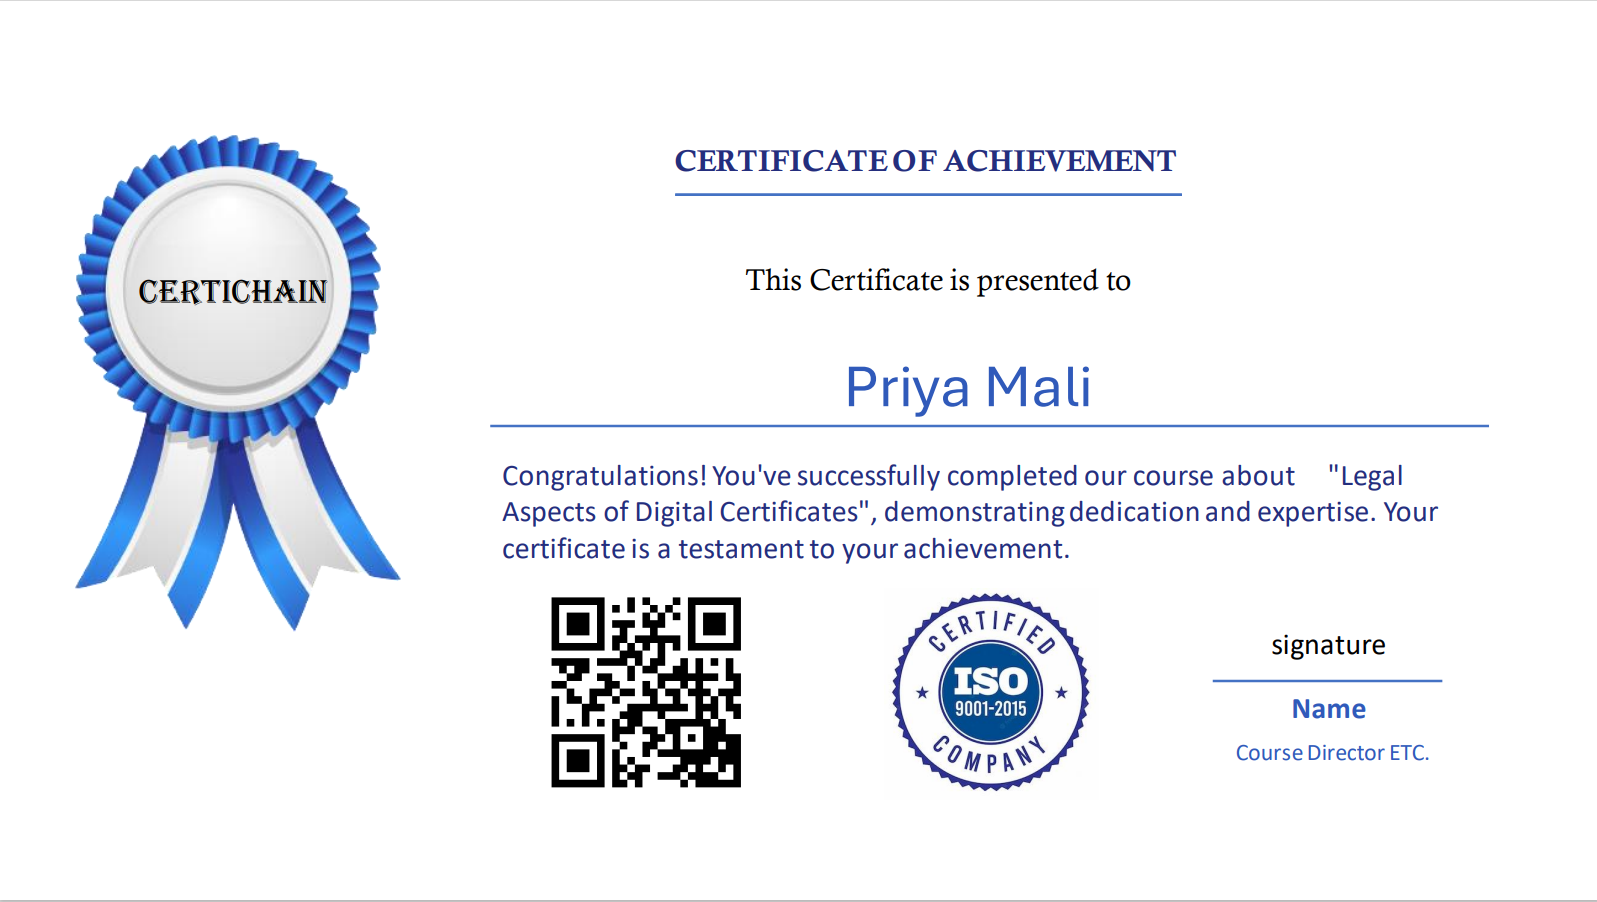 CERTIFICATE OF ACHIEVEMENT
This Certificate is presented to
CERTICHAIN
Priya Mali
Congratulations! You've successfully completed our course about "Legal
Aspects of Digital Certificates", demonstrating dedication and expertise. Your
certificate is a testament to your achievement.
CERTIFIED
ISO
9001-2015
COMPANY
signature
Name
Course Director ETC.